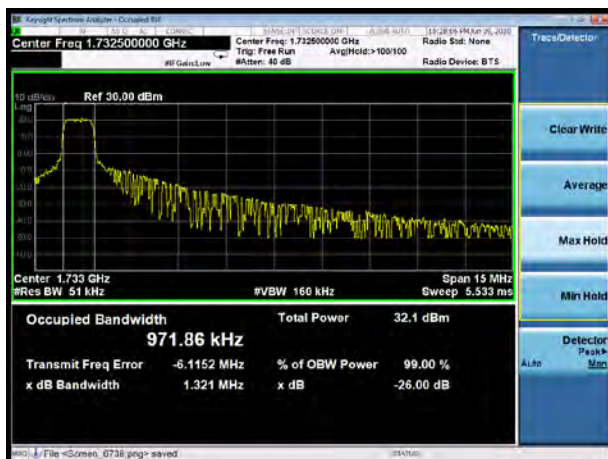 Keysight Spectrum Analyzer - Occupied BW
Center Freq 1.732500000 GHz
Center Freq: 1.732500000 GHz
Trig: Free Run
Avg|Hold:>100/100
#IFGain:Low
#Atten: 40 dB
Radio Std: None
Radio Device: BTS
Trace/Detector
10 dB/div
Ref 30.00 dBm
Log
Clear Write
Average
Max Hold
Min Hold
Detector
Peak▶
Auto
Man
Center 1.733 GHz
Span 15 MHz
#Res BW 51 kHz
#VBW 160 kHz
Sweep 5.533 ms
Occupied Bandwidth
971.86 kHz
Total Power
32.1 dBm
Transmit Freq Error
-6.1152 MHz
% of OBW Power
99.00 %
x dB Bandwidth
1.321 MHz
x dB
-26.00 dB
MSG
File <Screen_6738.png> saved
STATUS